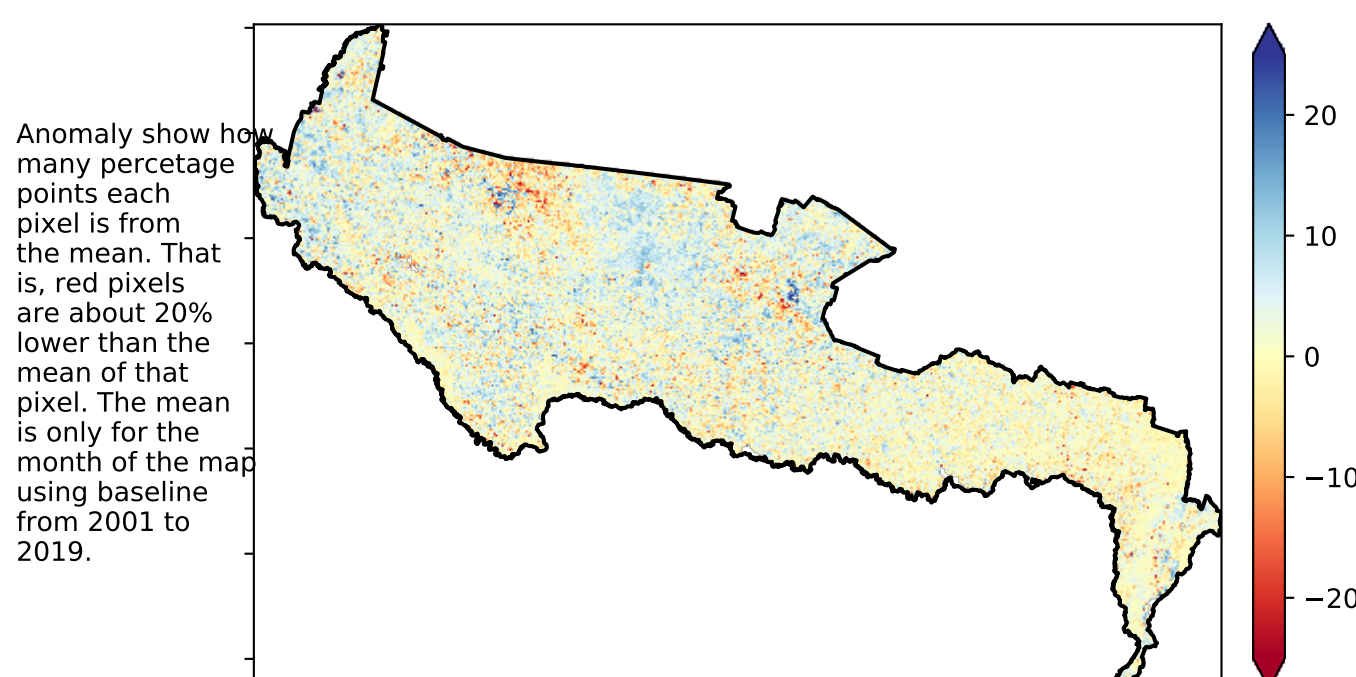 Anomaly show how
many percetage
points each
pixel is from
the mean. That
is, red pixels
are about 20%
lower than the
mean of that
pixel. The mean
is only for the
month of the map
using baseline
from 2001 to
2019.
20
10
0
−10
−20